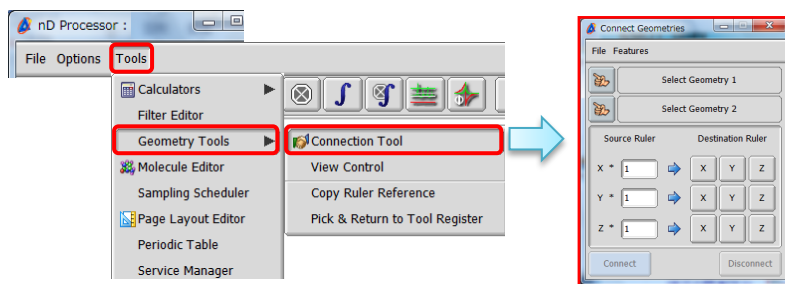 nD Processor :
File Options Tools
Calculators
Filter Editor
Geometry Tools
Molecule Editor
Sampling Scheduler
Page Layout Editor
Periodic Table
Service Manager
Connection Tool
View Control
Copy Ruler Reference
Pick & Return to Tool Register
Connect Geometries
File Features
Select Geometry 1
Select Geometry 2
Source Ruler Destination Ruler
X * 1 X Y Z
Y * 1 X Y Z
Z * 1 X Y Z
Connect Disconnect